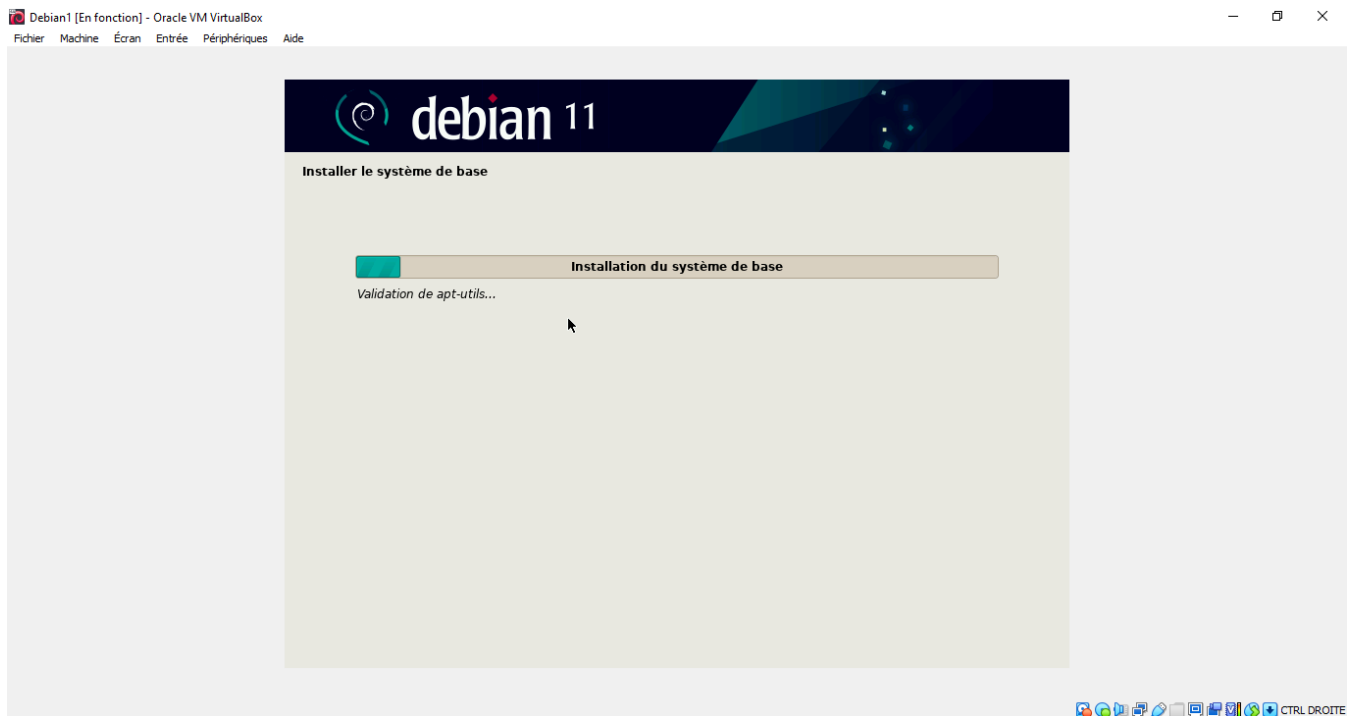 Debian1 [En fonction] - Oracle VM VirtualBox
Fichier Machine Écran Entrée Périphériques Aide
debian 11
Installer le système de base
Installation du système de base
Validation de apt-utils...
CTRL DROITE